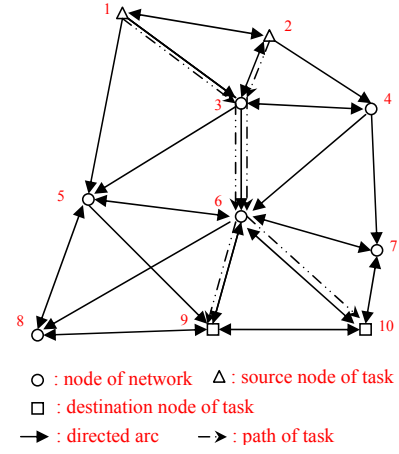 1
2
3
4
5
6
7
8
9
10
: node of network
: source node of task
: destination node of task
: directed arc
: path of task